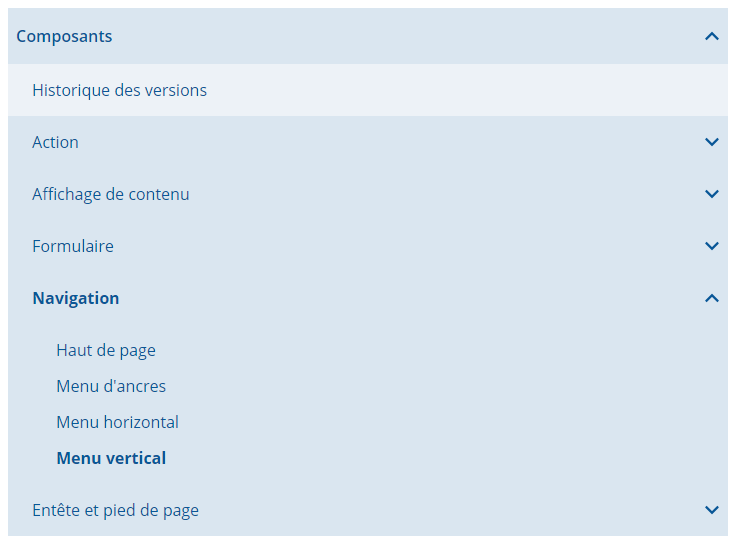 Composants
Historique des versions
Action
Affichage de contenu
Formulaire
Navigation
Haut de page
Menu d'ancres
Menu horizontal
Menu vertical
Entête et pied de page